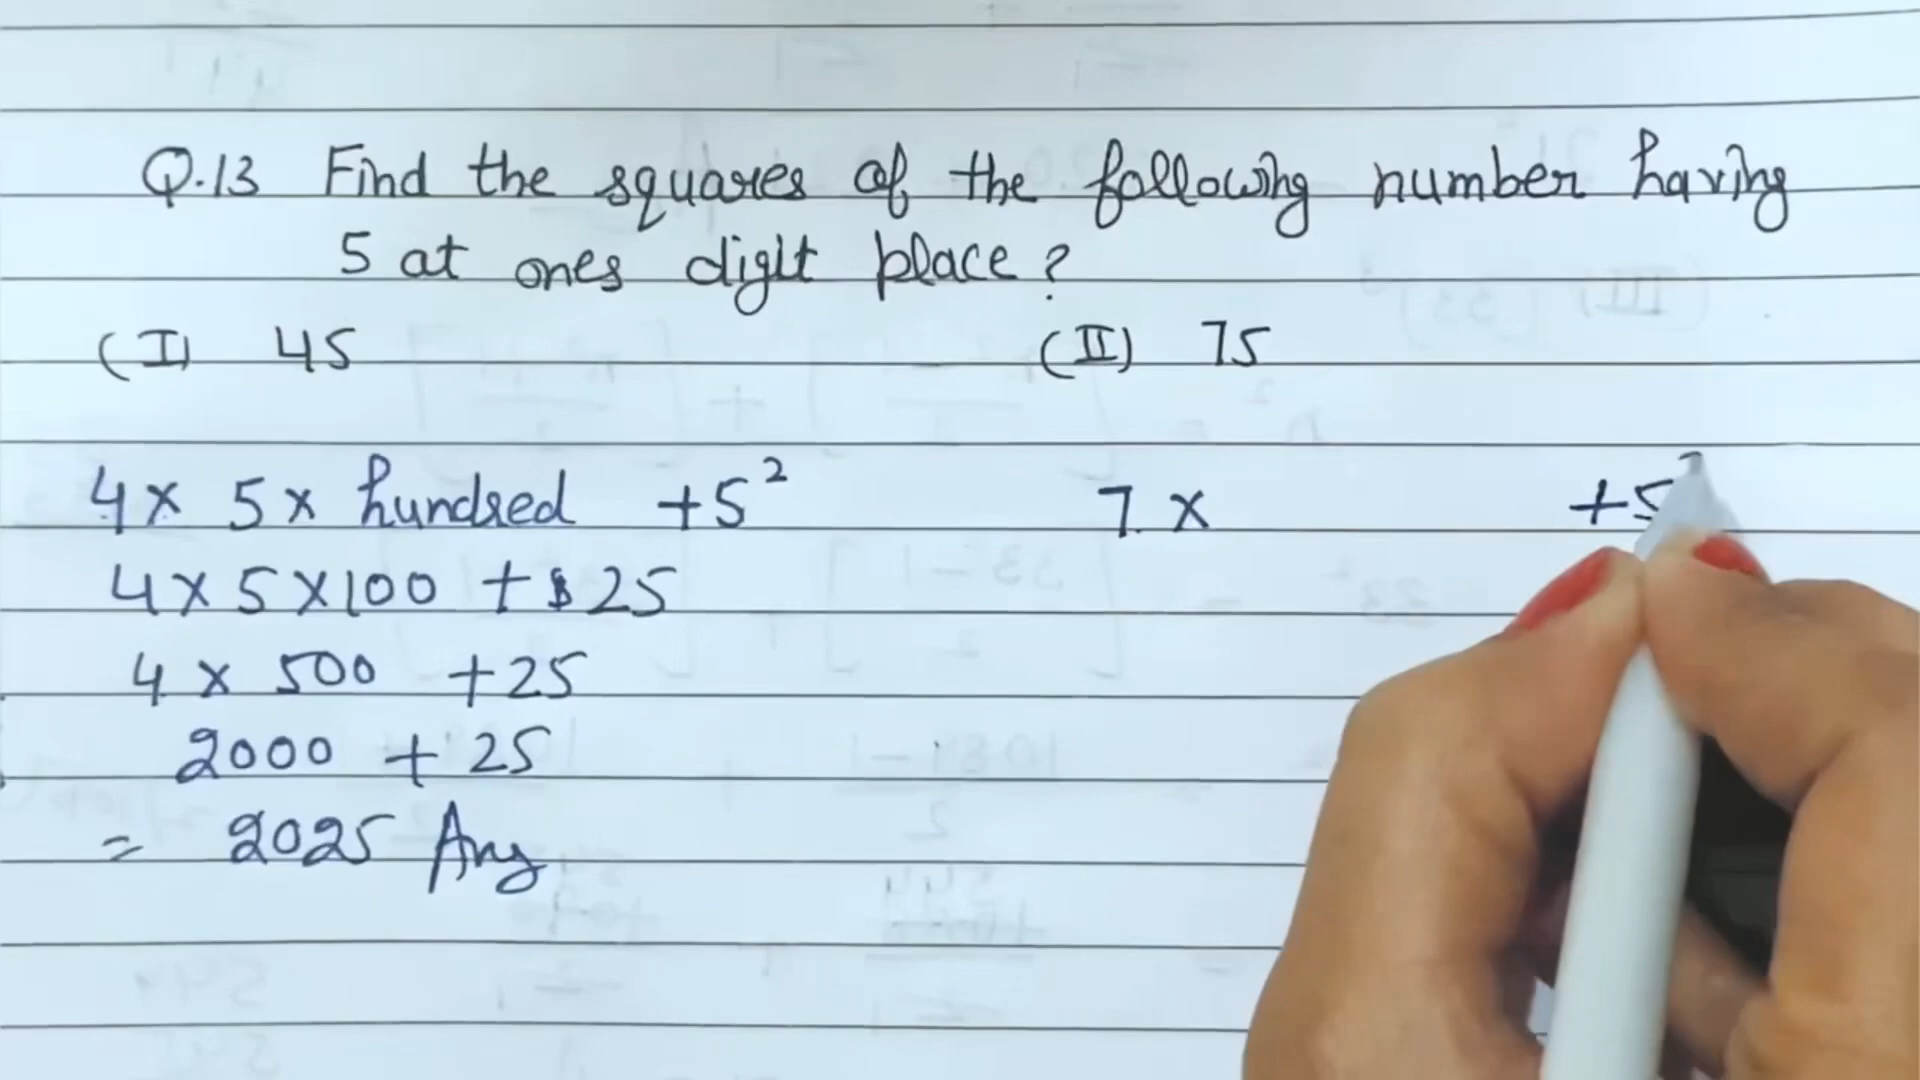 Q.13 Find the squares of the following number having
5 at ones digit place?
(I) 45
(II) 75
4 × 5 × hundred + 5²
4 × 5 × 100 + 25
4 × 500 + 25
2000 + 25
= 2025 Ans
7 × + 5²